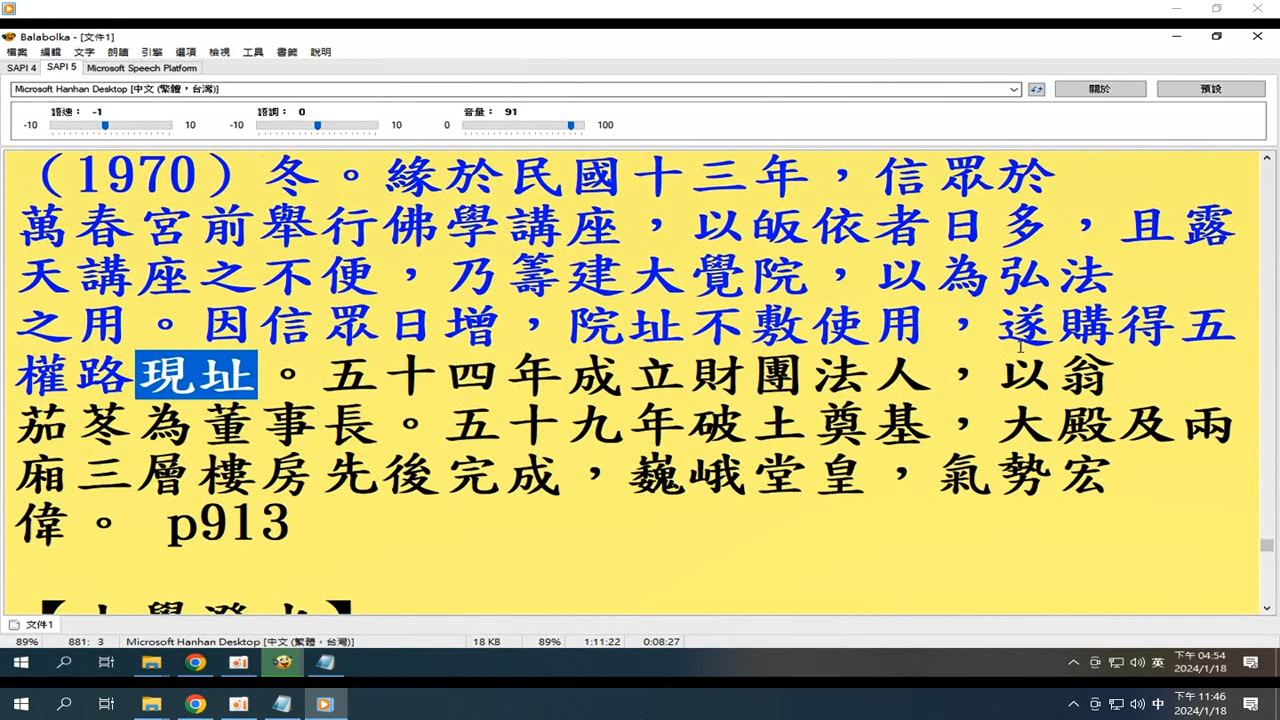 Balabolka - [文件1]
檔案 編輯 文字 朗讀 引擎 選項 檢視 工具 書籤 說明
SAPI 4 SAPI 5 Microsoft Speech Platform
Microsoft Hanhan Desktop [中文 (繁體，台灣)] 關於 預設
語速： -1 語調： 0 音量： 91
-10 10 -10 10 0 100
（1970）冬。緣於民國十三年，信眾於
萬春宮前舉行佛學講座，以皈依者日多，且露
天講座之不便，乃籌建大覺院，以為弘法
之用。因信眾日增，院址不敷使用，遂購得五
權路現址。五十四年成立財團法人，以翁
茄苳為董事長。五十九年破土奠基，大殿及兩
廂三層樓房先後完成，巍峨堂皇，氣勢宏
偉。 p913
文件1
89% 881: 3 Microsoft Hanhan Desktop [中文 (繁體，台灣)] 18 KB 89% 1:11:22 0:08:27
英 下午 04:54
2024/1/18
中 下午 11:46
2024/1/18